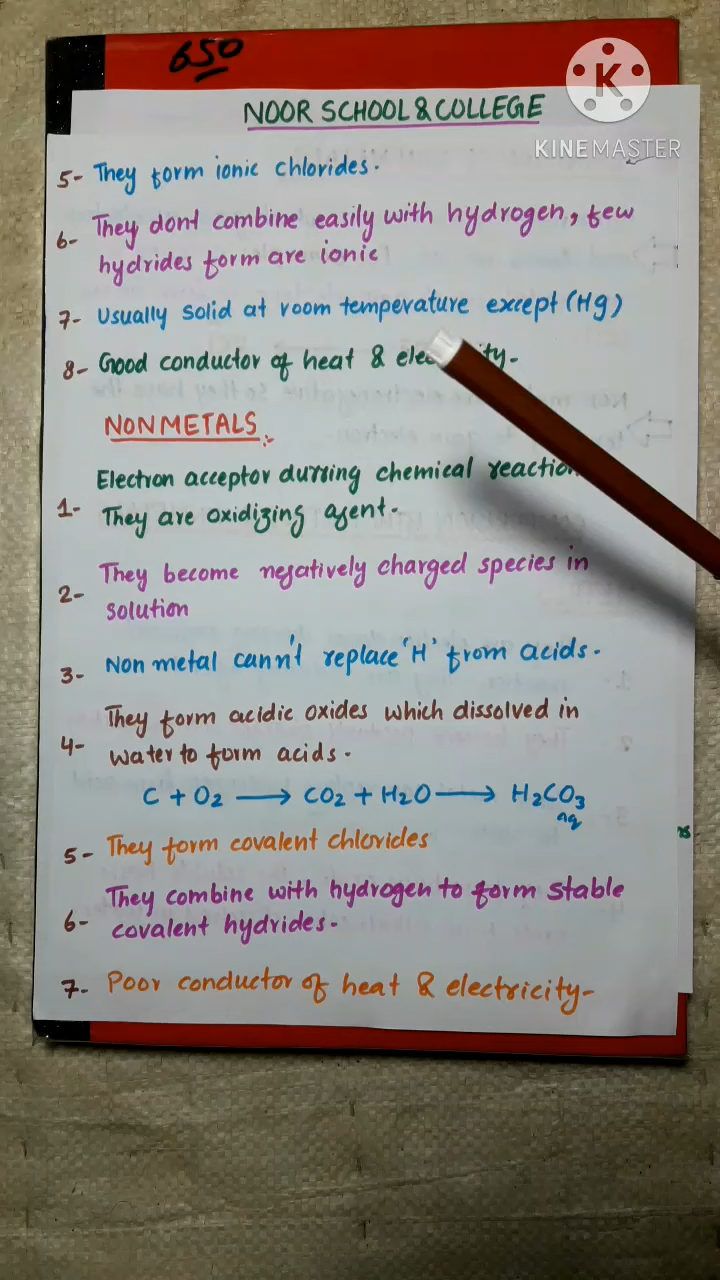 650
K
KINEMASTER
NOOR SCHOOL & COLLEGE
5- They form ionic chlorides.
6- They dont combine easily with hydrogen, few
hydrides form are ionic
7- Usually solid at room temperature except (Hg)
8- Good conductor of heat &
NONMETALS :-
Electron acceptor durring chemical reaction
1- They are oxidizing agent.
2- They become negatively charged species in
solution
3- Non metal cann't replace 'H' from acids.
4- They form acidic oxides which dissolved in
water to form acids.
C + O2 ⟶ CO2 + H2O ⟶ H2CO3
aq
5- They form covalent chlorides
6- They combine with hydrogen to form stable
covalent hydrides.
7- Poor conductor of heat & electricity-